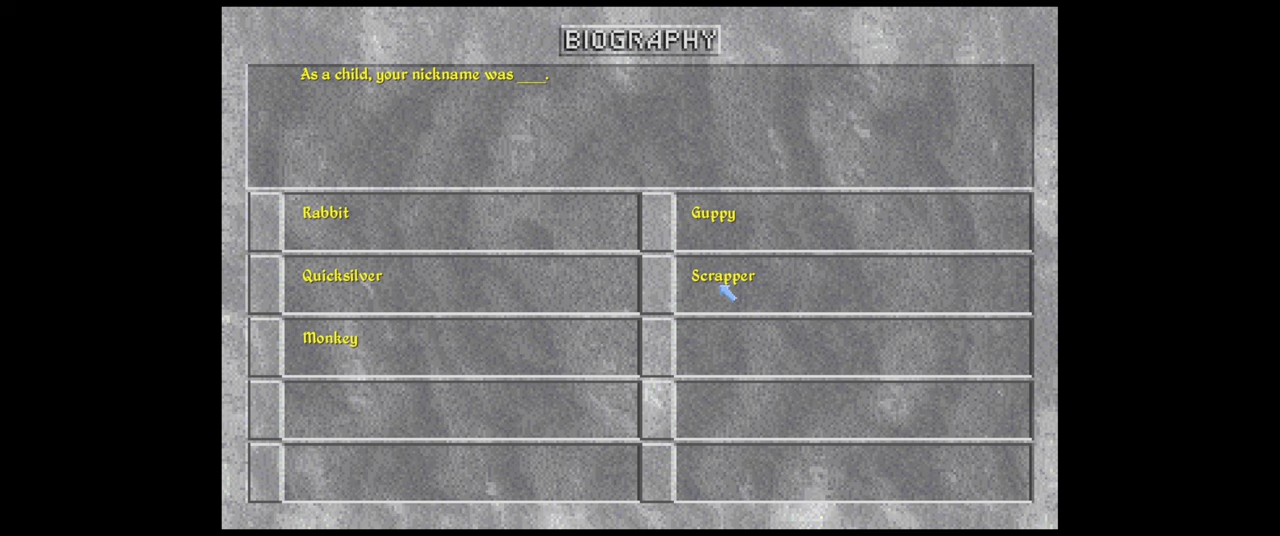 BIOGRAPHY
As a child, your nickname was ___.
Rabbit
Guppy
Quicksilver
Scrapper
Monkey